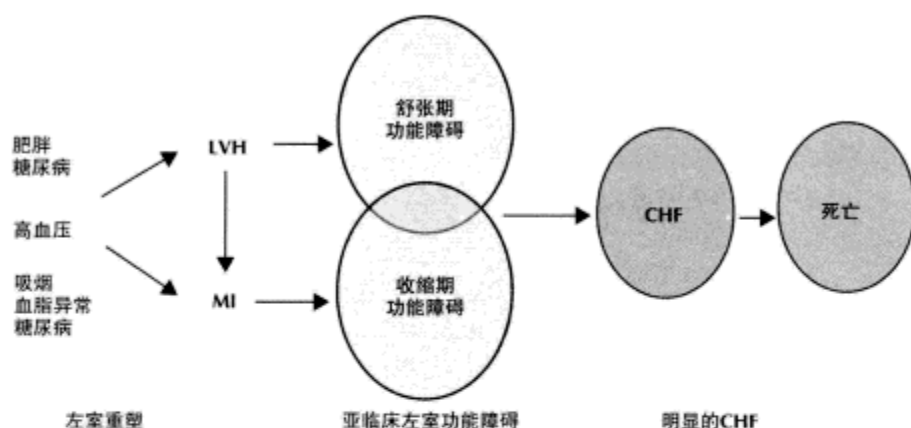 肥胖
糖尿病
高血压
吸烟
血脂异常
糖尿病
LVH
MI
舒张期
功能障碍
收缩期
功能障碍
CHF
死亡
左室重塑
亚临床左室功能障碍
明显的CHF